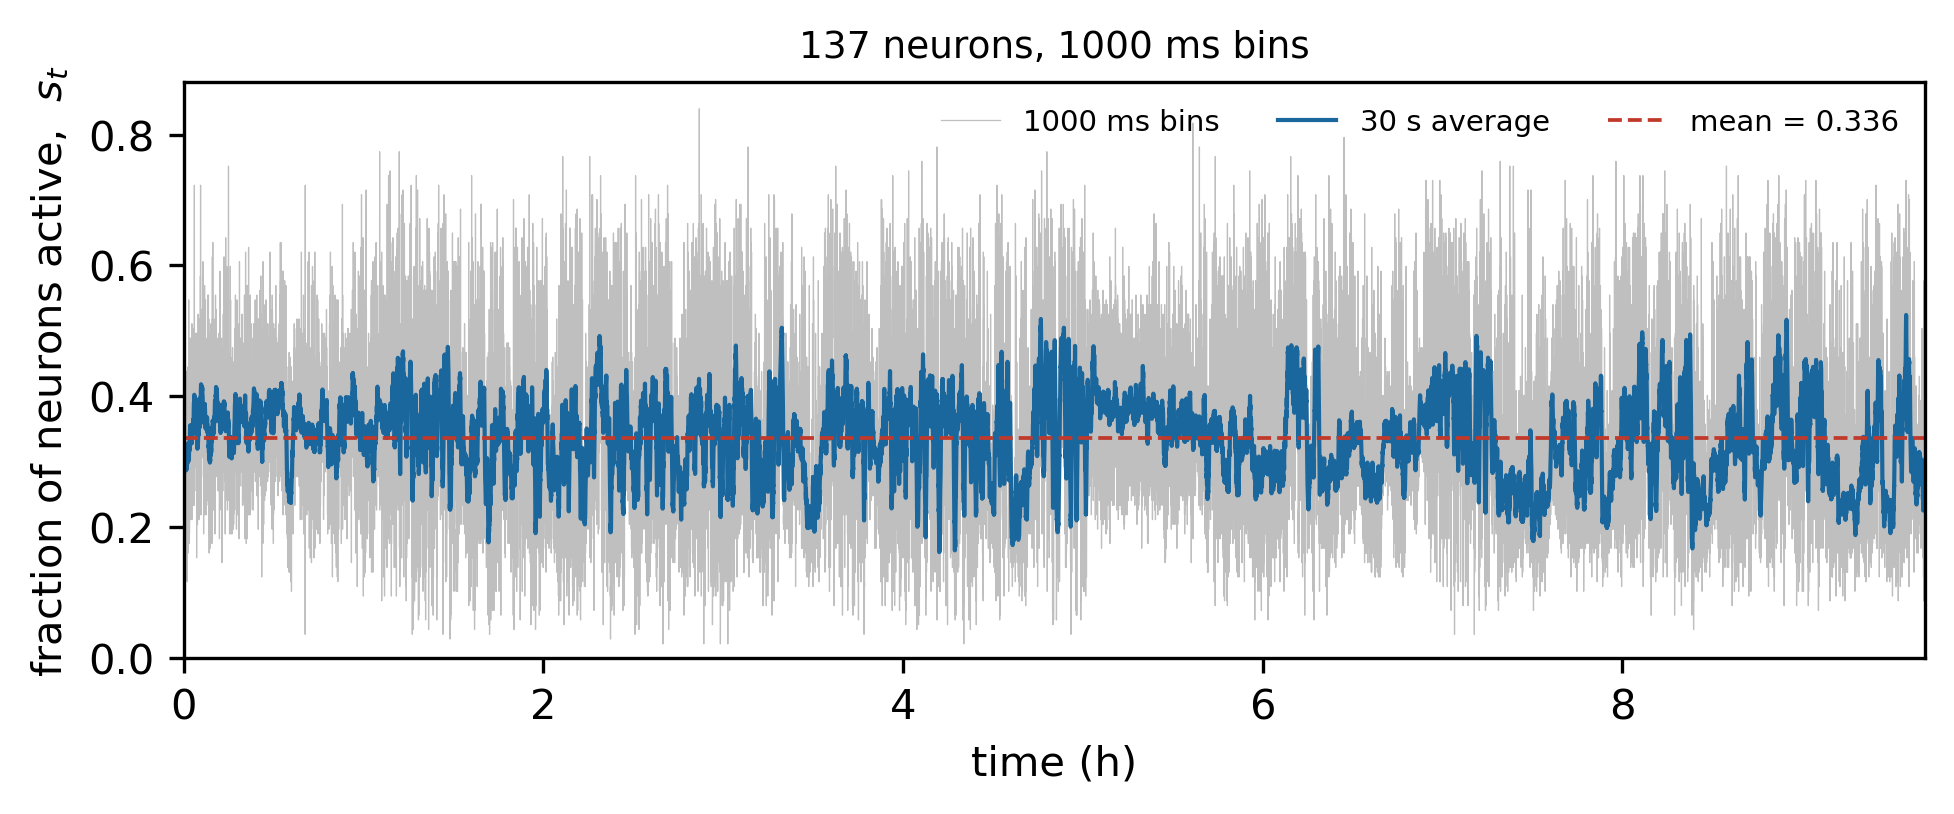 137 neurons, 1000 ms bins
fraction of neurons active, s_t
1000 ms bins
30 s average
mean = 0.336
0.8
0.6
0.4
0.2
0.0
0 2 4 6 8
time (h)